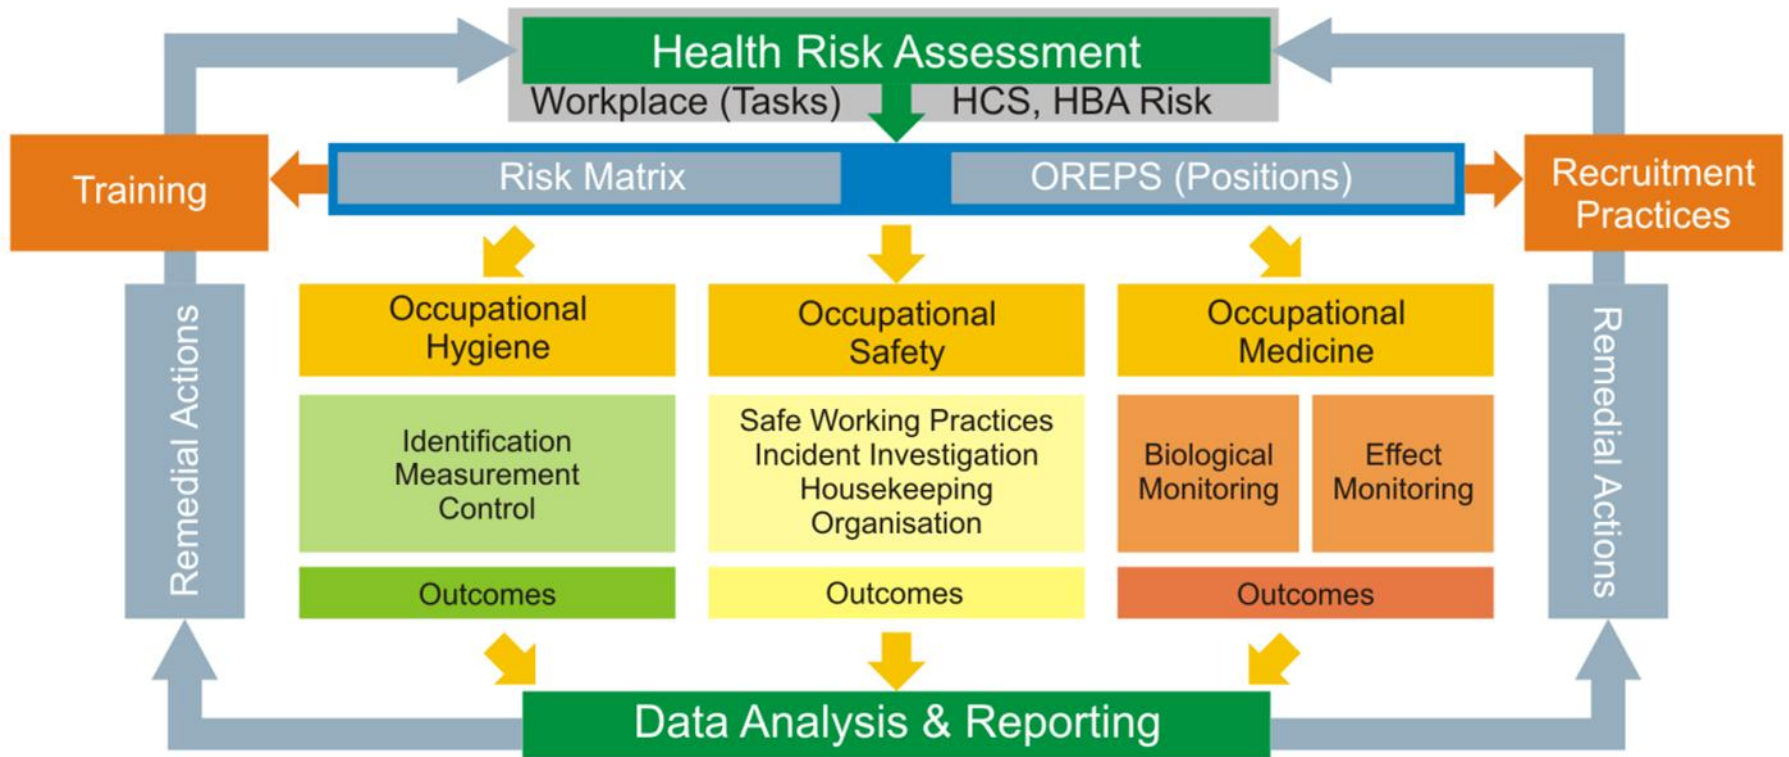 Health Risk Assessment
Workplace (Tasks)
HCS, HBA Risk
Training
Risk Matrix
OREPS (Positions)
Recruitment
Practices
Remedial Actions
Occupational
Hygiene
Occupational
Safety
Occupational
Medicine
Remedial Actions
Identification
Measurement
Control
Safe Working Practices
Incident Investigation
Housekeeping
Organisation
Biological
Monitoring
Effect
Monitoring
Outcomes
Outcomes
Outcomes
Data Analysis & Reporting